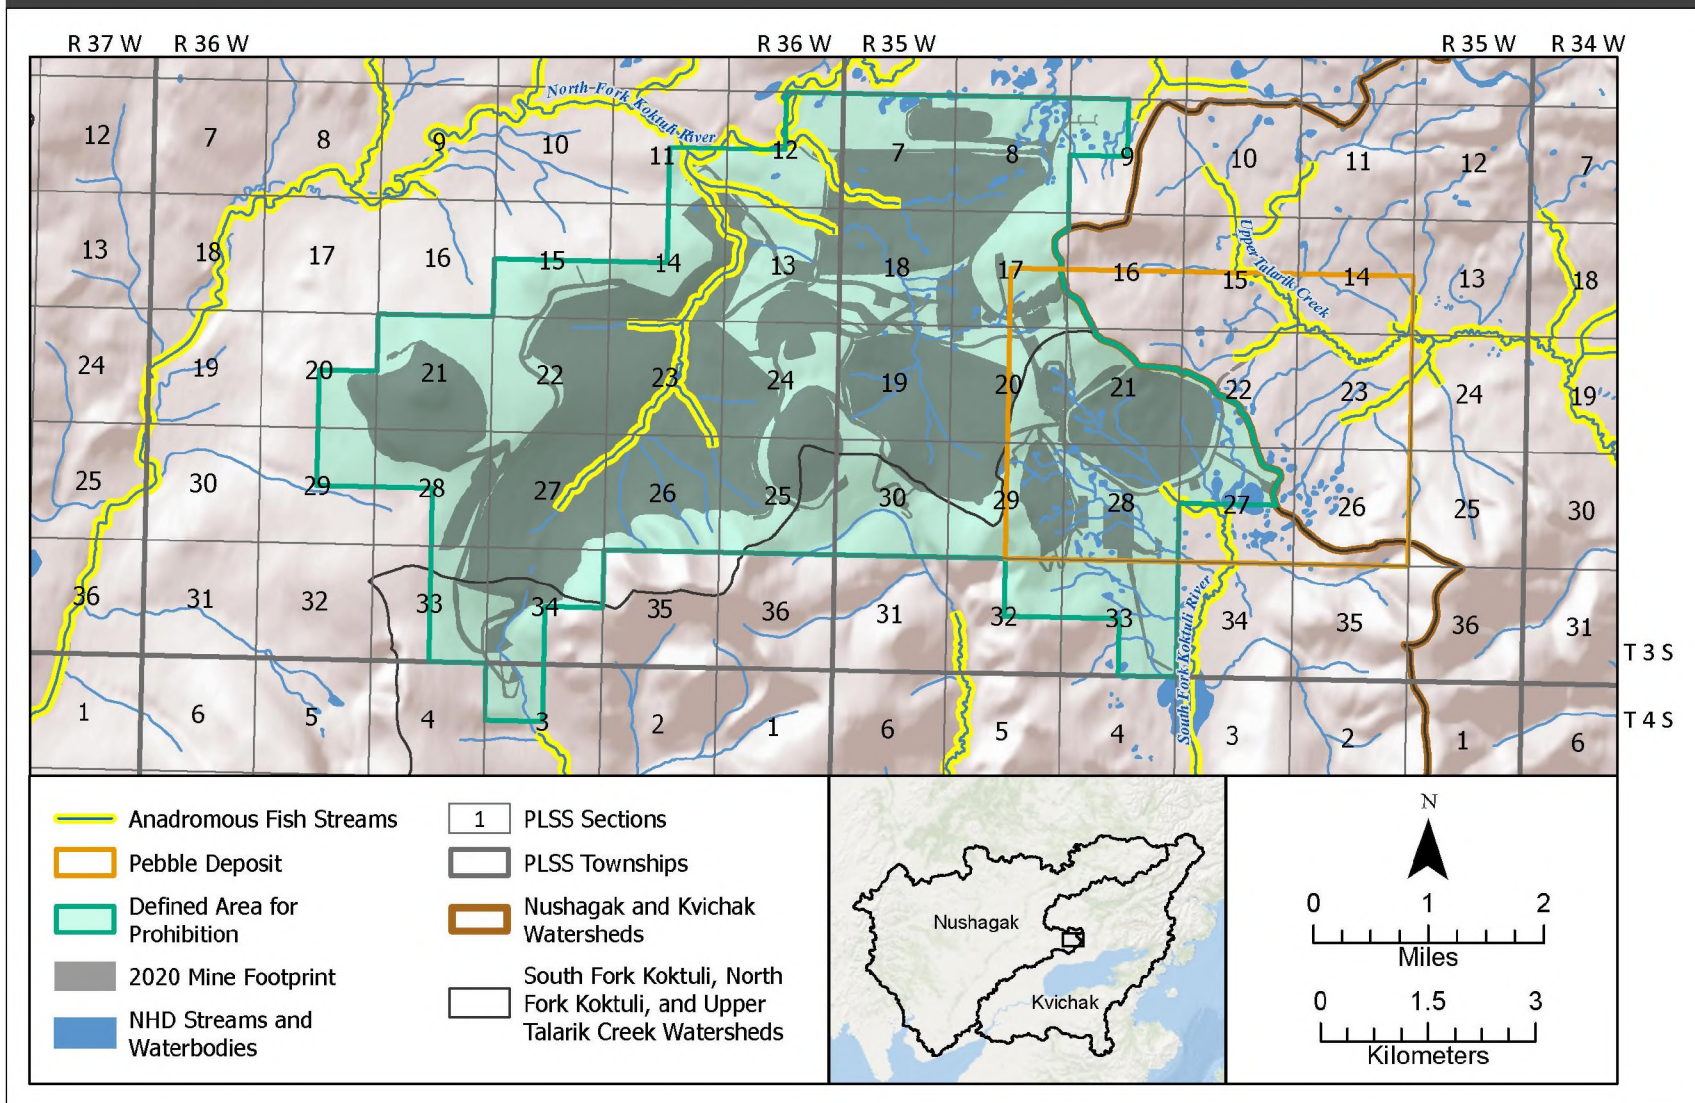 R 37 W R 36 W R 36 W R 35 W R 35 W R 34 W
North Fork Koktuli River
12 7 8 9 10 11 12 7 8 9 10 11 12 7
13 18 17 16 15 14 13 18 17 16 15 14 13 18
Upper Talarik Creek
24 19 20 21 22 23 24 19 20 21 22 23 24 19
25 30 29 28 27 26 25 30 29 28 27 26 25 30
36 31 32 33 34 35 36 31 32 33 34 35 36 31
T 3 S
South Fork Koktuli River
1 6 5 4 3 2 1 6 5 4 3 2 1 6
T 4 S
Anadromous Fish Streams
Pebble Deposit
Defined Area for
Prohibition
2020 Mine Footprint
NHD Streams and
Waterbodies
1 PLSS Sections
PLSS Townships
Nushagak and Kvichak
Watersheds
South Fork Koktuli, North
Fork Koktuli, and Upper
Talarik Creek Watersheds
Nushagak
Kvichak
N
0 1 2
Miles
0 1.5 3
Kilometers